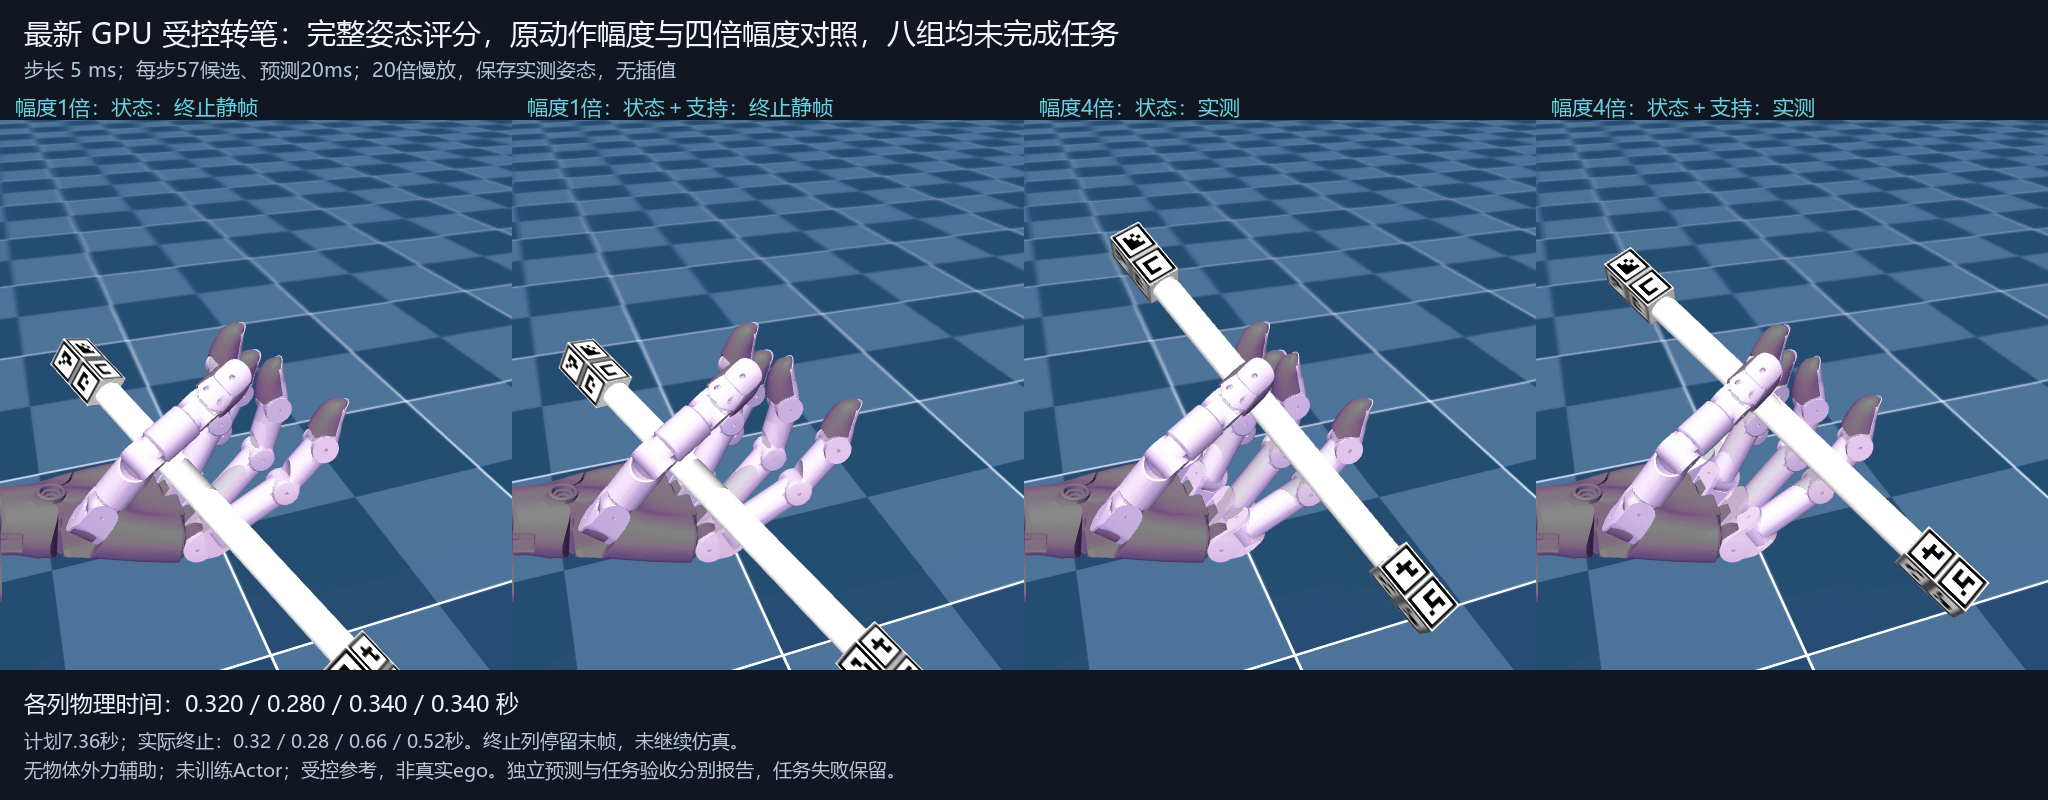 最新 GPU 受控转笔：完整姿态评分，原动作幅度与四倍幅度对照，八组均未完成任务
步长 5 ms；每步57候选、预测20ms；20倍慢放，保存实测姿态，无插值
幅度1倍：状态：终止静帧
幅度1倍：状态＋支持：终止静帧
幅度4倍：状态：实测
幅度4倍：状态＋支持：实测
各列物理时间：0.320 / 0.280 / 0.340 / 0.340 秒
计划7.36秒；实际终止：0.32 / 0.28 / 0.66 / 0.52秒。终止列停留末帧，未继续仿真。
无物体外力辅助；未训练Actor；受控参考，非真实ego。独立预测与任务验收分别报告，任务失败保留。